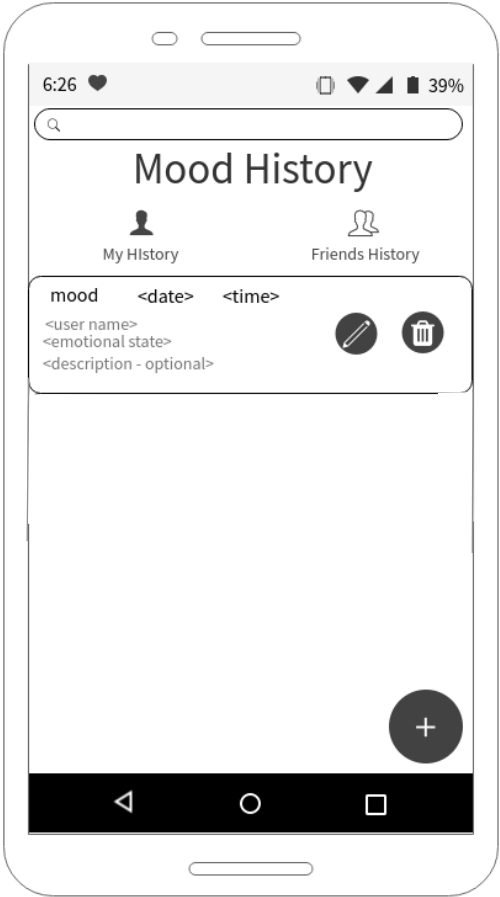 6:26 39%
Mood History
My HIstory Friends History
mood <date> <time>
<user name>
<emotional state>
<description - optional>